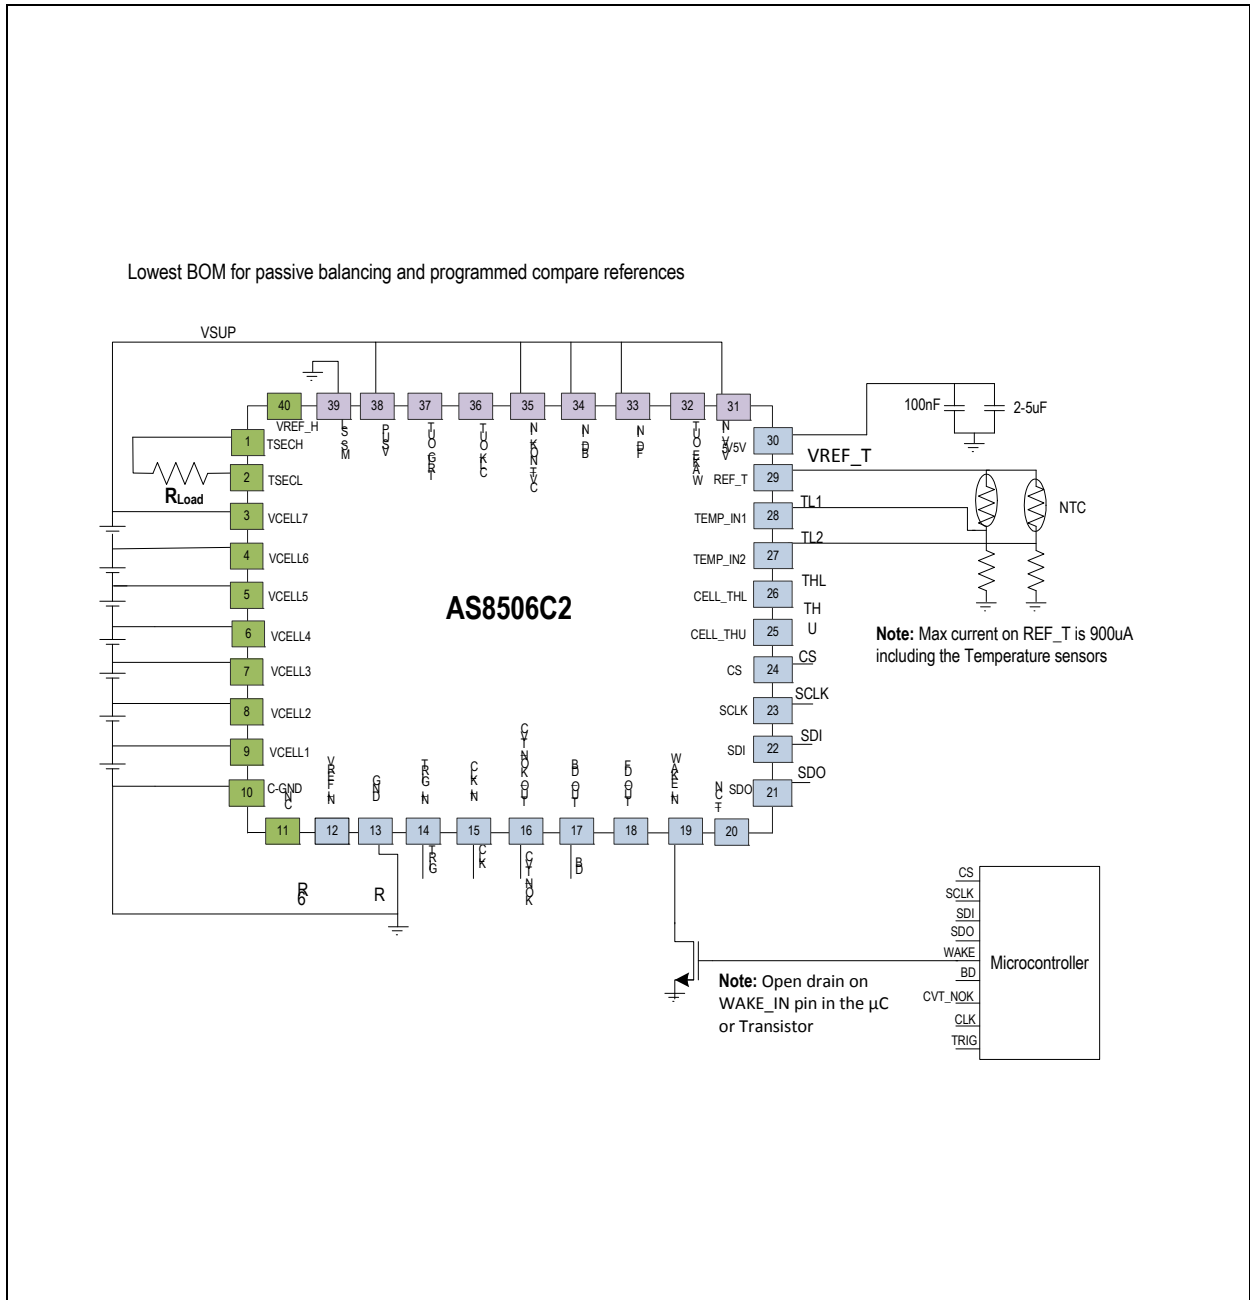 Lowest BOM for passive balancing and programmed compare references
VSUP
40
39
38
37
36
35
34
33
32
31
VREF_H
1
TSECH
2
TSECL
RLoad
3
VCELL7
4
VCELL6
5
VCELL5
6
VCELL4
7
VCELL3
8
VCELL2
9
VCELL1
10
C-GND
AS8506C2
30
100nF
2-5uF
VREF_T
29
REF_T
28
TEMP_IN1
TL1
NTC
27
TEMP_IN2
TL2
26
CELL_THL
THL
25
CELL_THU
TH
U
24
CS
CS
23
SCLK
SCLK
22
SDI
SDI
21
SDO
SDO
Note: Max current on REF_T is 900uA
including the Temperature sensors
GND
BDOUT
FDOUT
NC
11
12
13
14
15
16
17
18
19
20
BD
R
Note: Open drain on
WAKE_IN pin in the µC
or Transistor
CS
SCLK
SDI
SDO
WAKE
BD
CVT_NOK
CLK
TRIG
Microcontroller